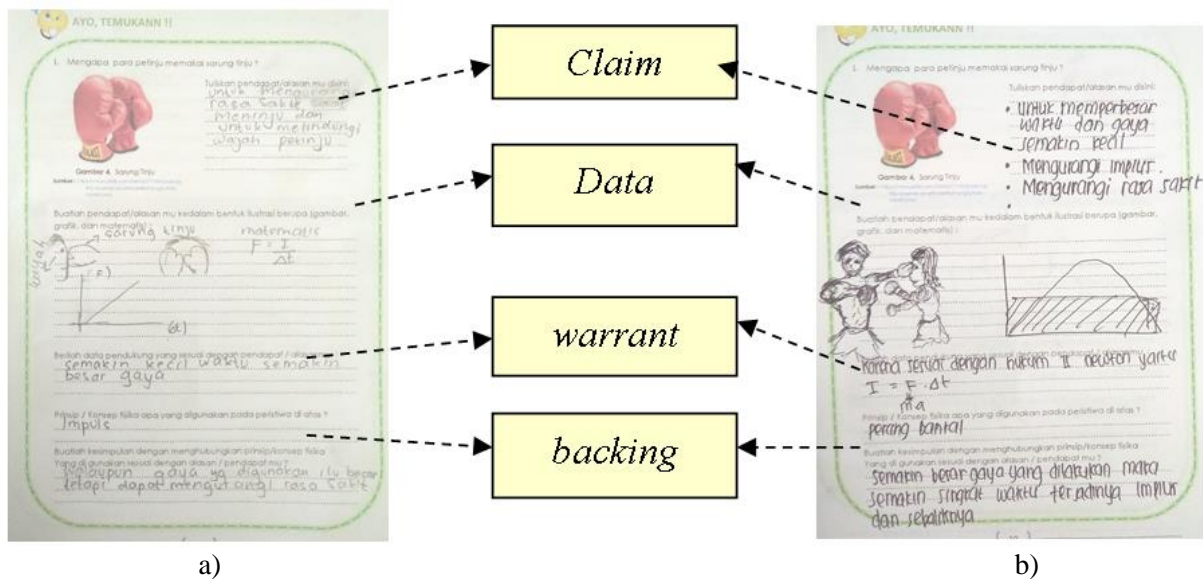 AYO, TEMUKANN !!
1. Mengapa para petinju memakai sarung tinju ?
Tuliskan pendapat/alasan mu disini:
untuk mengurangi
rasa sakit saat
meninju dan
untuk melindungi
wajah petinju
Gambar 4. Sarung Tinju
Sumber:
Buatlah pendapat/alasan mu kedalam bentuk ilustrasi berupa (gambar,
grafik, dan matematis) :
wajah
sarung tinju
matematis
F = I
Δt
(F)
(Δt)
Berilah data pendukung yang sesuai dengan pendapat / alasan
semakin kecil waktu semakin
besar gaya
Prinsip / Konsep fisika apa yang digunakan pada peristiwa di atas ?
Impuls
Buatlah kesimpulan dengan menghubungkan prinsip/konsep fisika
Yang di gunakan sesuai dengan alasan / pendapat mu ?
walaupun gaya yg digunakan itu besar
tetapi dapat mengurangi rasa sakit
a)
Claim
Data
warrant
backing
AYO, TEMUKANN !!
1. Mengapa para petinju memakai sarung tinju ?
Tuliskan pendapat/alasan mu disini:
• untuk memperbesar
waktu dan gaya
semakin kecil
• Mengurangi implus.
• Mengurangi rasa sakit
•
Gambar 4. Sarung Tinju
Sumber:
Buatlah pendapat/alasan mu kedalam bentuk ilustrasi berupa (gambar,
grafik, dan matematis) :
karena sesuai dengan hukum II newton yaitu
I = F . Δt
m a
Prinsip / Konsep fisika apa yang digunakan pada peristiwa di atas ?
perang bantal
Buatlah kesimpulan dengan menghubungkan prinsip/konsep fisika
Yang di gunakan sesuai dengan alasan / pendapat mu ?
semakin besar gaya yang dilakukan maka
semakin singkat waktu terjadinya implus
dan sebaliknya
b)